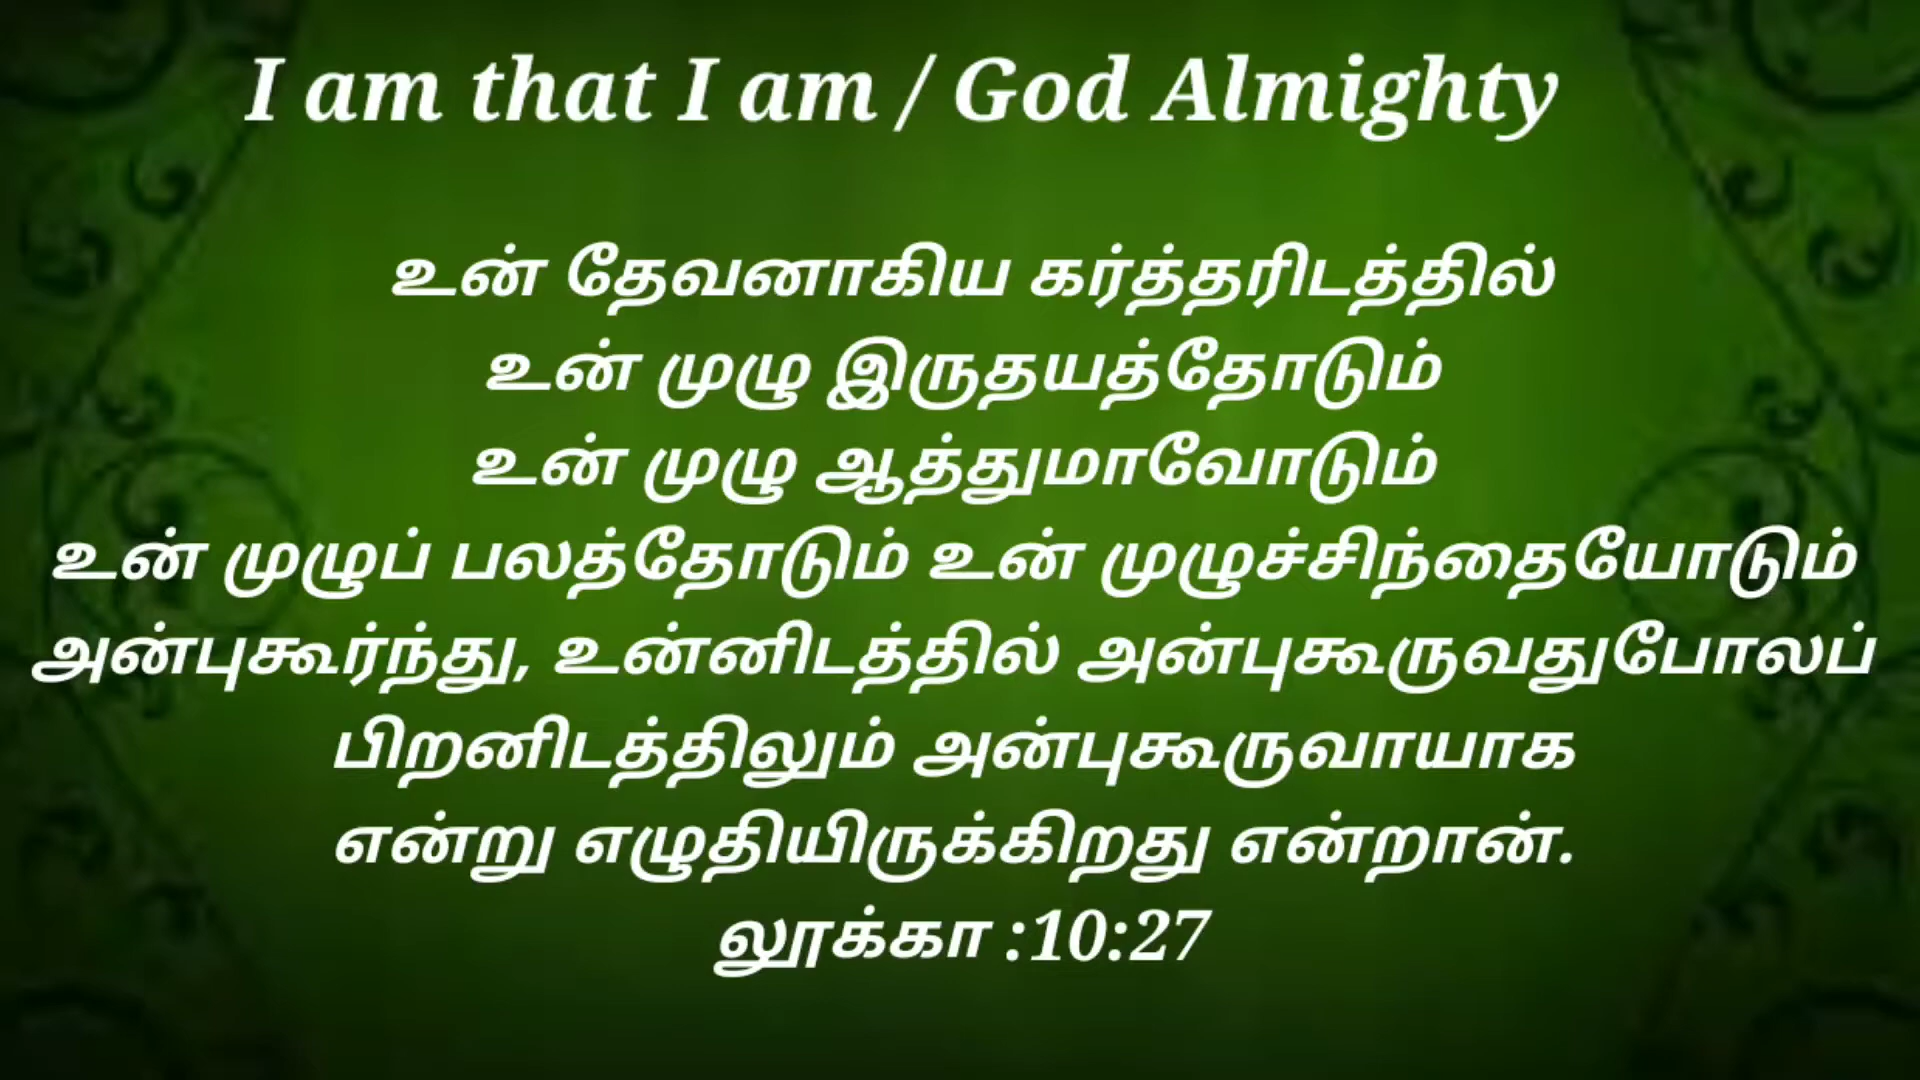 I am that I am / God Almighty
உன் தேவனாகிய கர்த்தரிடத்தில்
உன் முழு இருதயத்தோடும்
உன் முழு ஆத்துமாவோடும்
உன் முழுப் பலத்தோடும் உன் முழுச்சிந்தையோடும்
அன்புகூர்ந்து, உன்னிடத்தில் அன்புகூருவதுபோலப்
பிறனிடத்திலும் அன்புகூருவாயாக
என்று எழுதியிருக்கிறது என்றான்.
லூக்கா :10:27